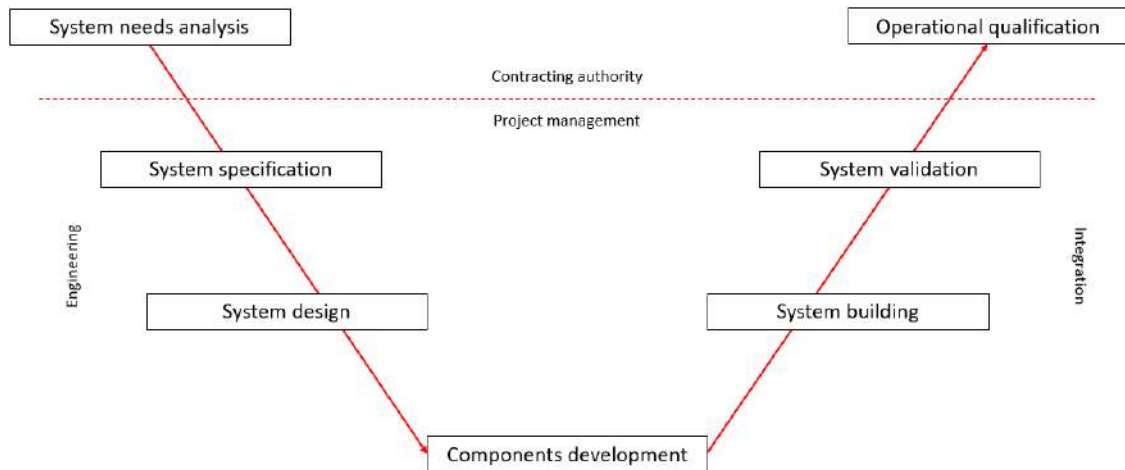 System needs analysis
Operational qualification
Contracting authority
Project management
System specification
System validation
Engineering
Integration
System design
System building
Components development